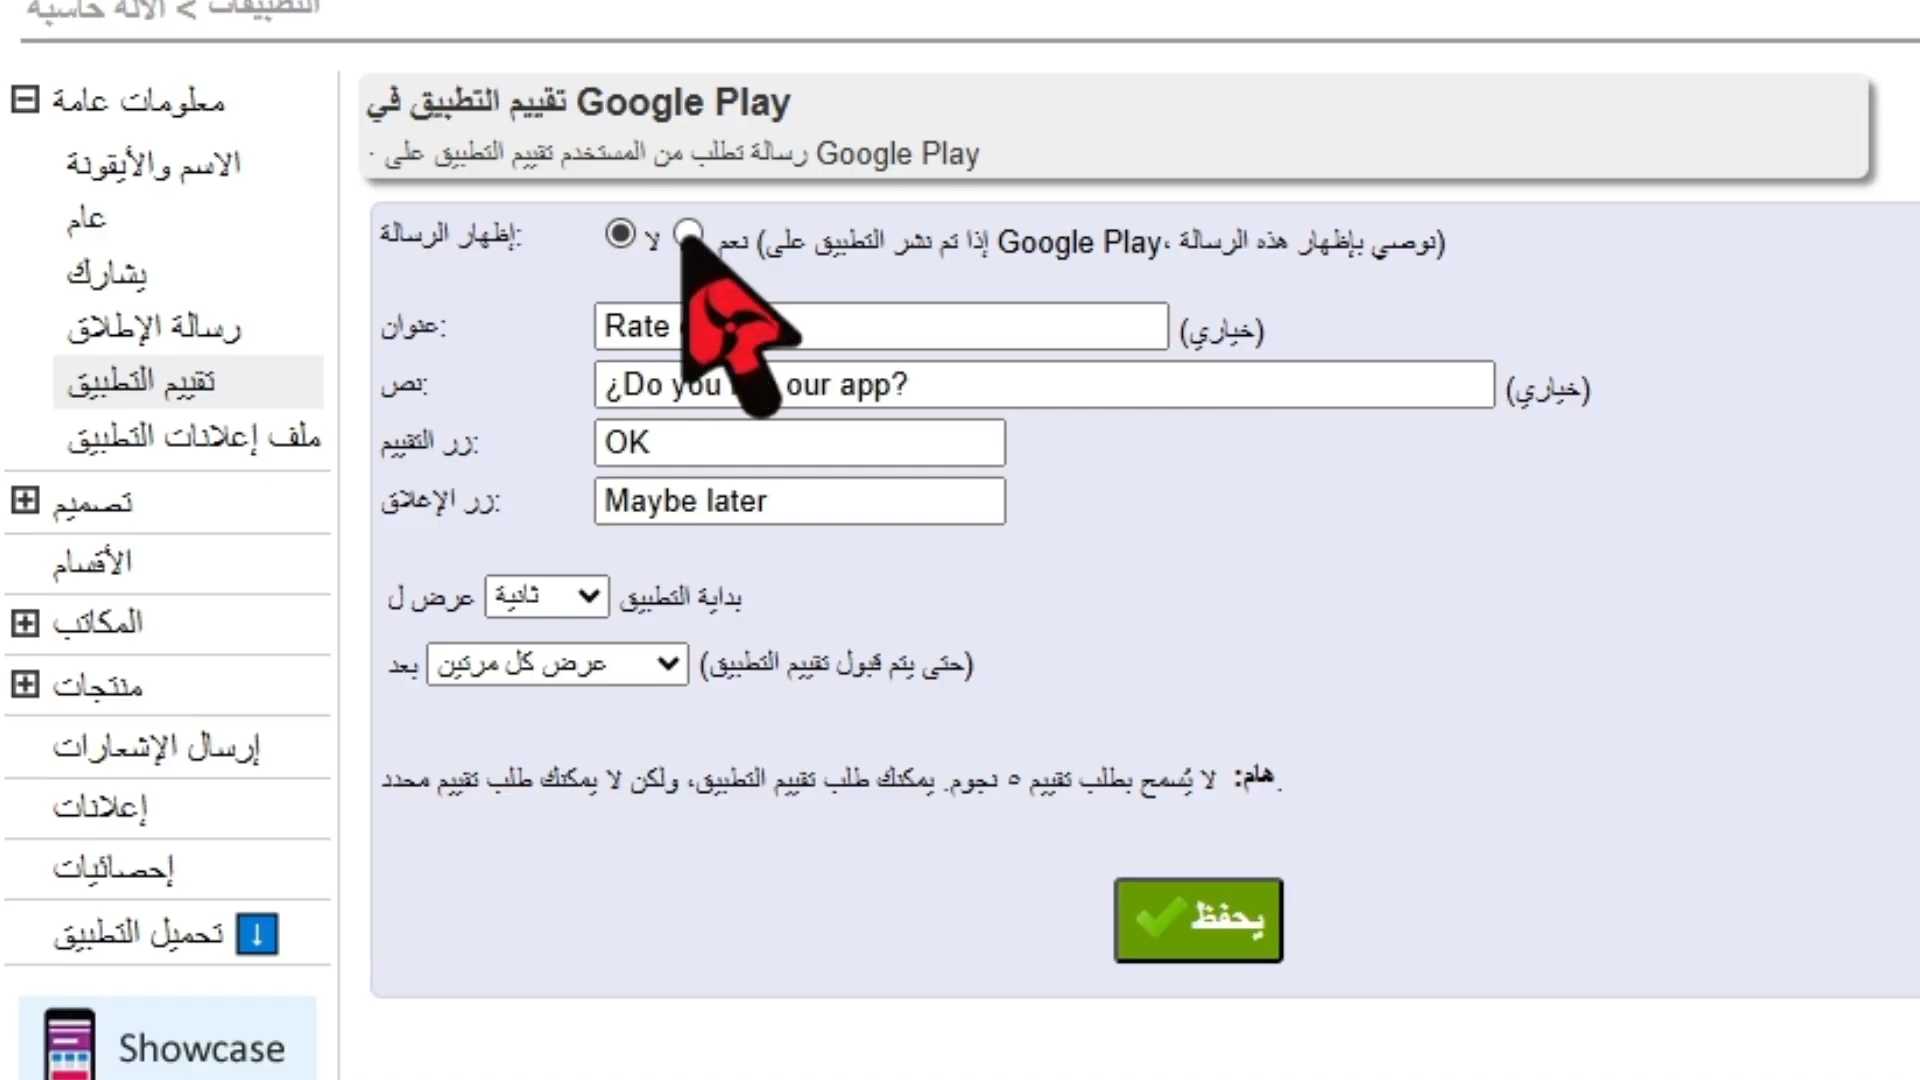 التطبيقات > الآلة حاسبة
معلومات عامة
الاسم والأيقونة
عام
يشارك
رسالة الإطلاق
تقييم التطبيق
ملف إعلانات التطبيق
تصميم
الأقسام
المكاتب
منتجات
إرسال الإشعارات
إعلانات
إحصائيات
تحميل التطبيق
Showcase
تقييم التطبيق في Google Play
رسالة تطلب من المستخدم تقييم التطبيق على Google Play .
إظهار الرسالة: لا نعم (إذا تم نشر التطبيق على Google Play، نوصي بإظهار هذه الرسالة)
عنوان: Rate (خياري)
نص: ¿Do you our app? (خياري)
زر التقييم: OK
زر الإغلاق: Maybe later
عرض ل ثانية بداية التطبيق
بعد عرض كل مرتين (حتى يتم قبول تقييم التطبيق)
هام: لا يُسمح بطلب تقييم ٥ نجوم. يمكنك طلب تقييم التطبيق، ولكن لا يمكنك طلب تقييم محدد.
يحفظ